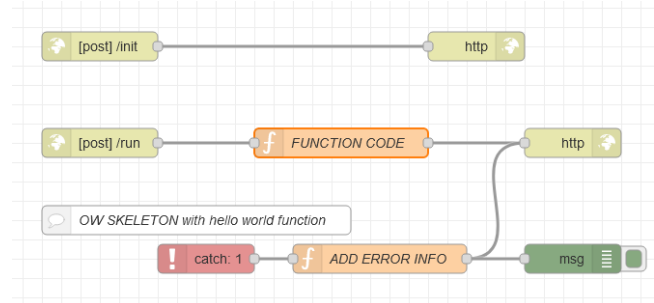 [post] /init
http
[post] /run
FUNCTION CODE
http
OW SKELETON with hello world function
catch: 1
ADD ERROR INFO
msg